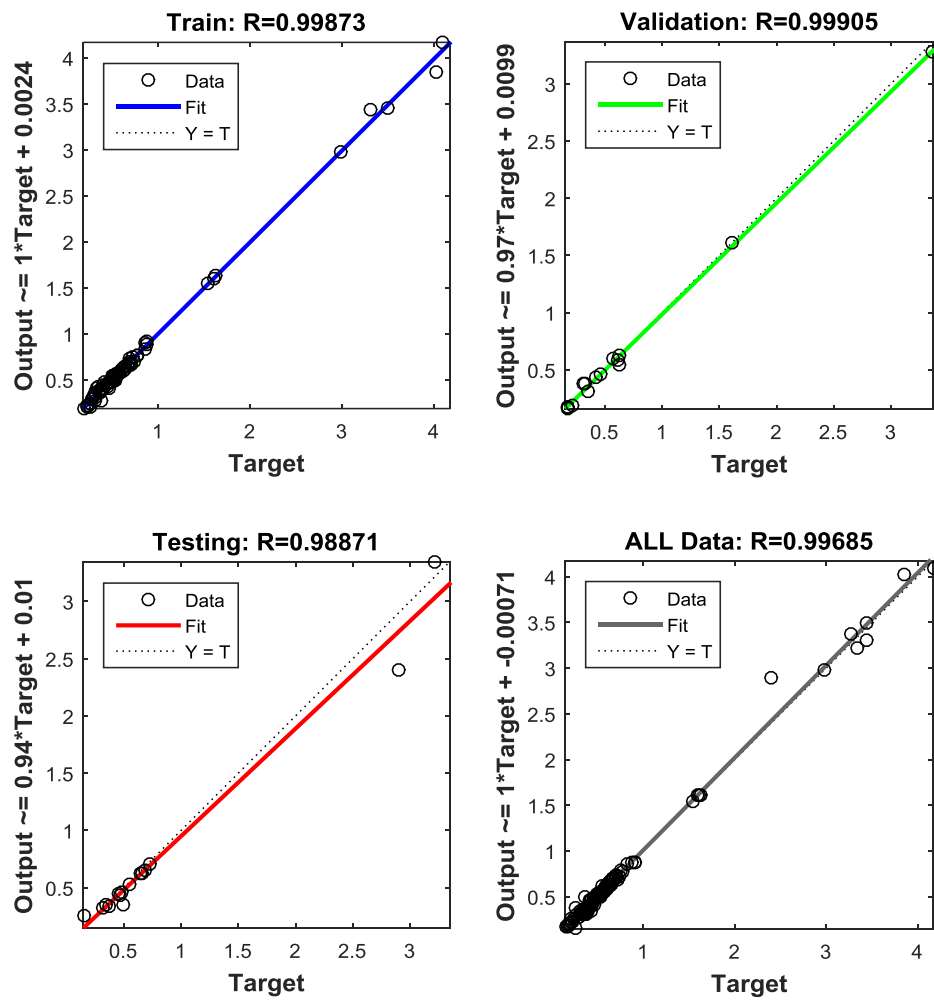 Train: R=0.99873
Output ~= 1*Target + 0.0024
Data
Fit
Y = T
4
3.5
3
2.5
2
1.5
1
0.5
1
2
3
4
Target
Validation: R=0.99905
Output ~= 0.97*Target + 0.0099
Data
Fit
Y = T
3
2.5
2
1.5
1
0.5
0.5
1
1.5
2
2.5
3
Target
Testing: R=0.98871
Output ~= 0.94*Target + 0.01
Data
Fit
Y = T
3
2.5
2
1.5
1
0.5
0.5
1
1.5
2
2.5
3
Target
ALL Data: R=0.99685
Output ~= 1*Target + -0.00071
Data
Fit
Y = T
4
3.5
3
2.5
2
1.5
1
0.5
1
2
3
4
Target